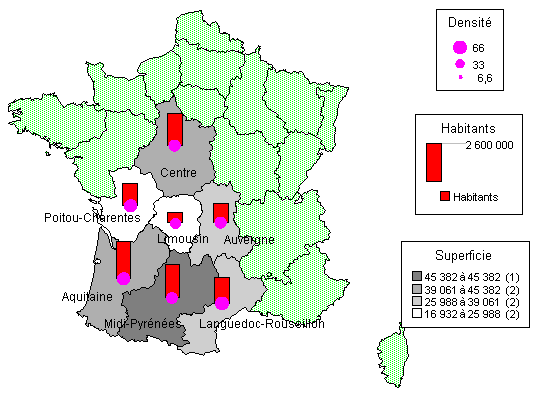 Densité
66
33
6,6
Habitants
2 600 000
Habitants
Centre
Poitou-Charentes
Limousin
Auvergne
Superficie
45 382 à 45 382 (1)
39 061 à 45 382 (2)
25 988 à 39 061 (2)
16 932 à 25 988 (2)
Aquitaine
Midi-Pyrénées
Languedoc-Roussillon